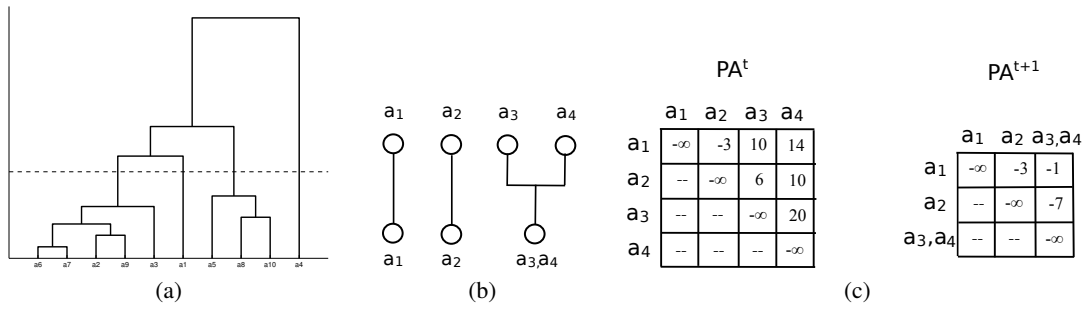 a6 a7 a2 a9 a3 a1 a5 a8 a10 a4
(a)
a1 a2 a3 a4
a1 a2 a3,a4
(b)
PAt
a1 a2 a3 a4
a1 -∞ -3 10 14
a2 -- -∞ 6 10
a3 -- -- -∞ 20
a4 -- -- -- -∞
PAt+1
a1 a2 a3,a4
a1 -∞ -3 -1
a2 -- -∞ -7
a3,a4 -- -- -∞
(c)